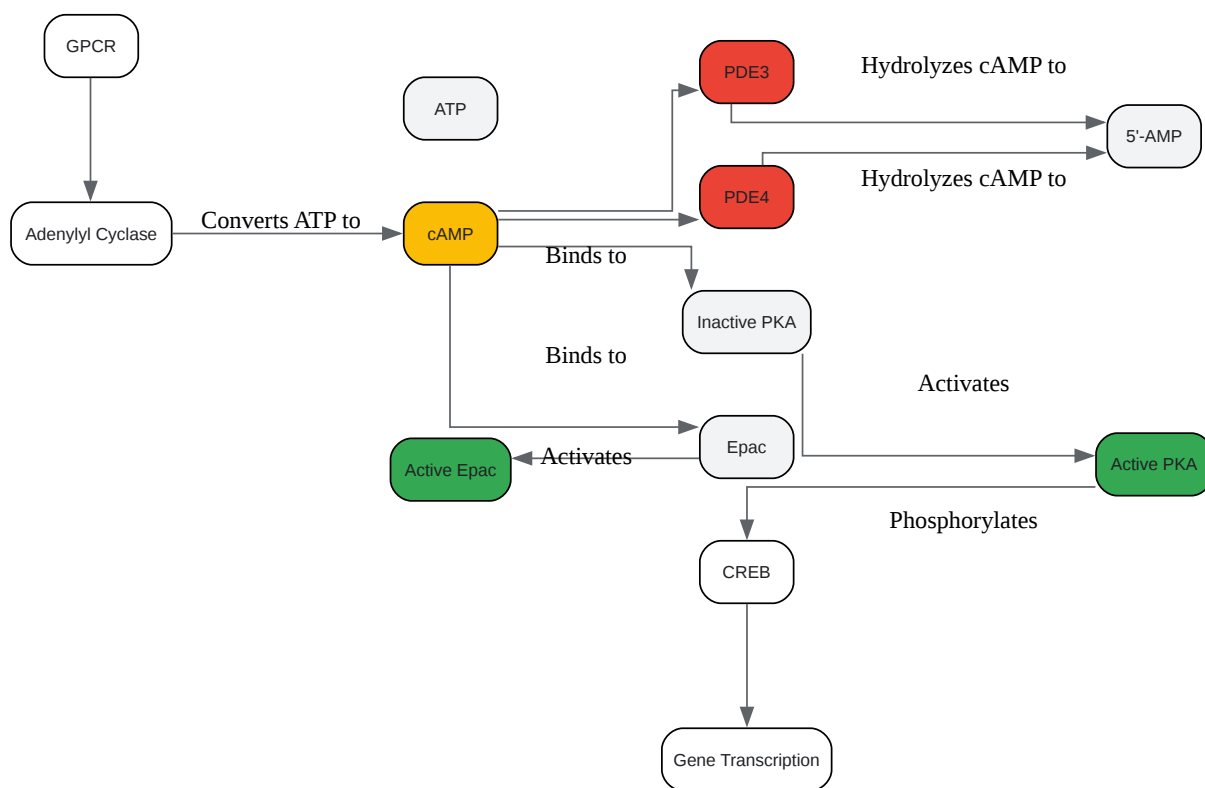 GPCR
PDE3
Hydrolyzes cAMP to
ATP
5'-AMP
Hydrolyzes cAMP to
PDE4
Adenylyl Cyclase
Converts ATP to
cAMP
Binds to
Inactive PKA
Binds to
Activates
Epac
Active Epac
Activates
Active PKA
Phosphorylates
CREB
Gene Transcription